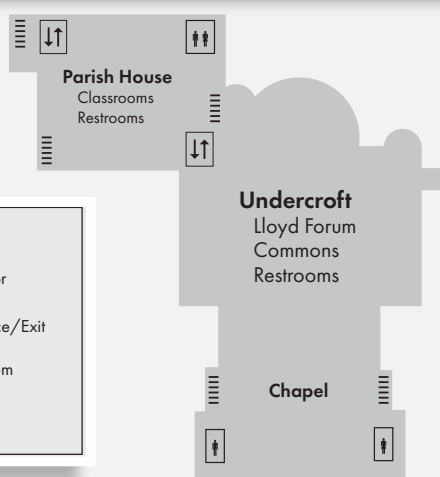 Parish House
Classrooms
Restrooms
Undercroft
Lloyd Forum
Commons
Restrooms
Chapel
/Exit